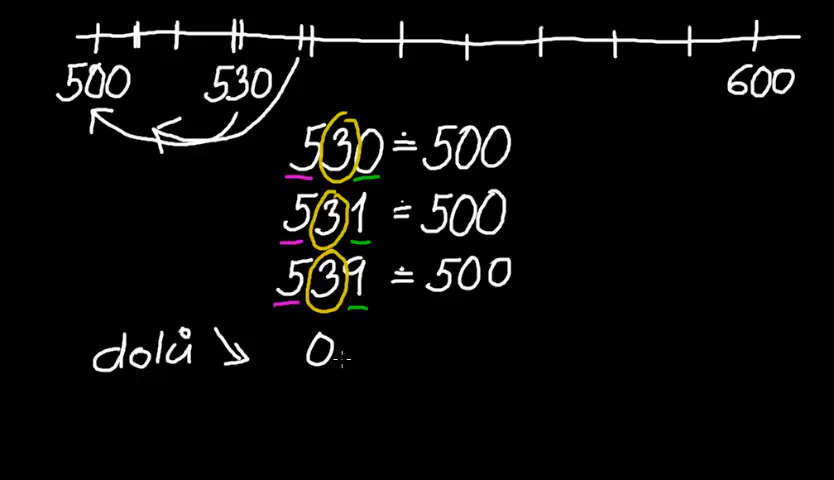 500 530 600
530 ≐ 500
531 ≐ 500
539 ≐ 500
dolů ↘ 0